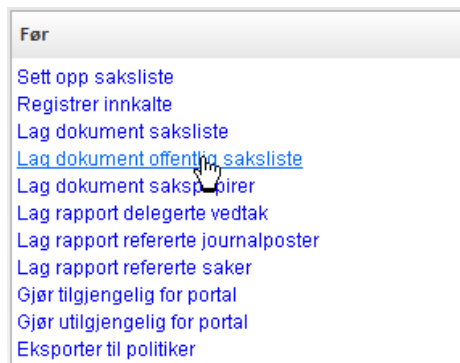 Før
Sett opp saksliste
Registrer innkalte
Lag dokument saksliste
Lag dokument offentlig saksliste
Lag dokument sakspapirer
Lag rapport delegerte vedtak
Lag rapport refererte journalposter
Lag rapport refererte saker
Gjør tilgjengelig for portal
Gjør utilgjengelig for portal
Eksporter til politiker